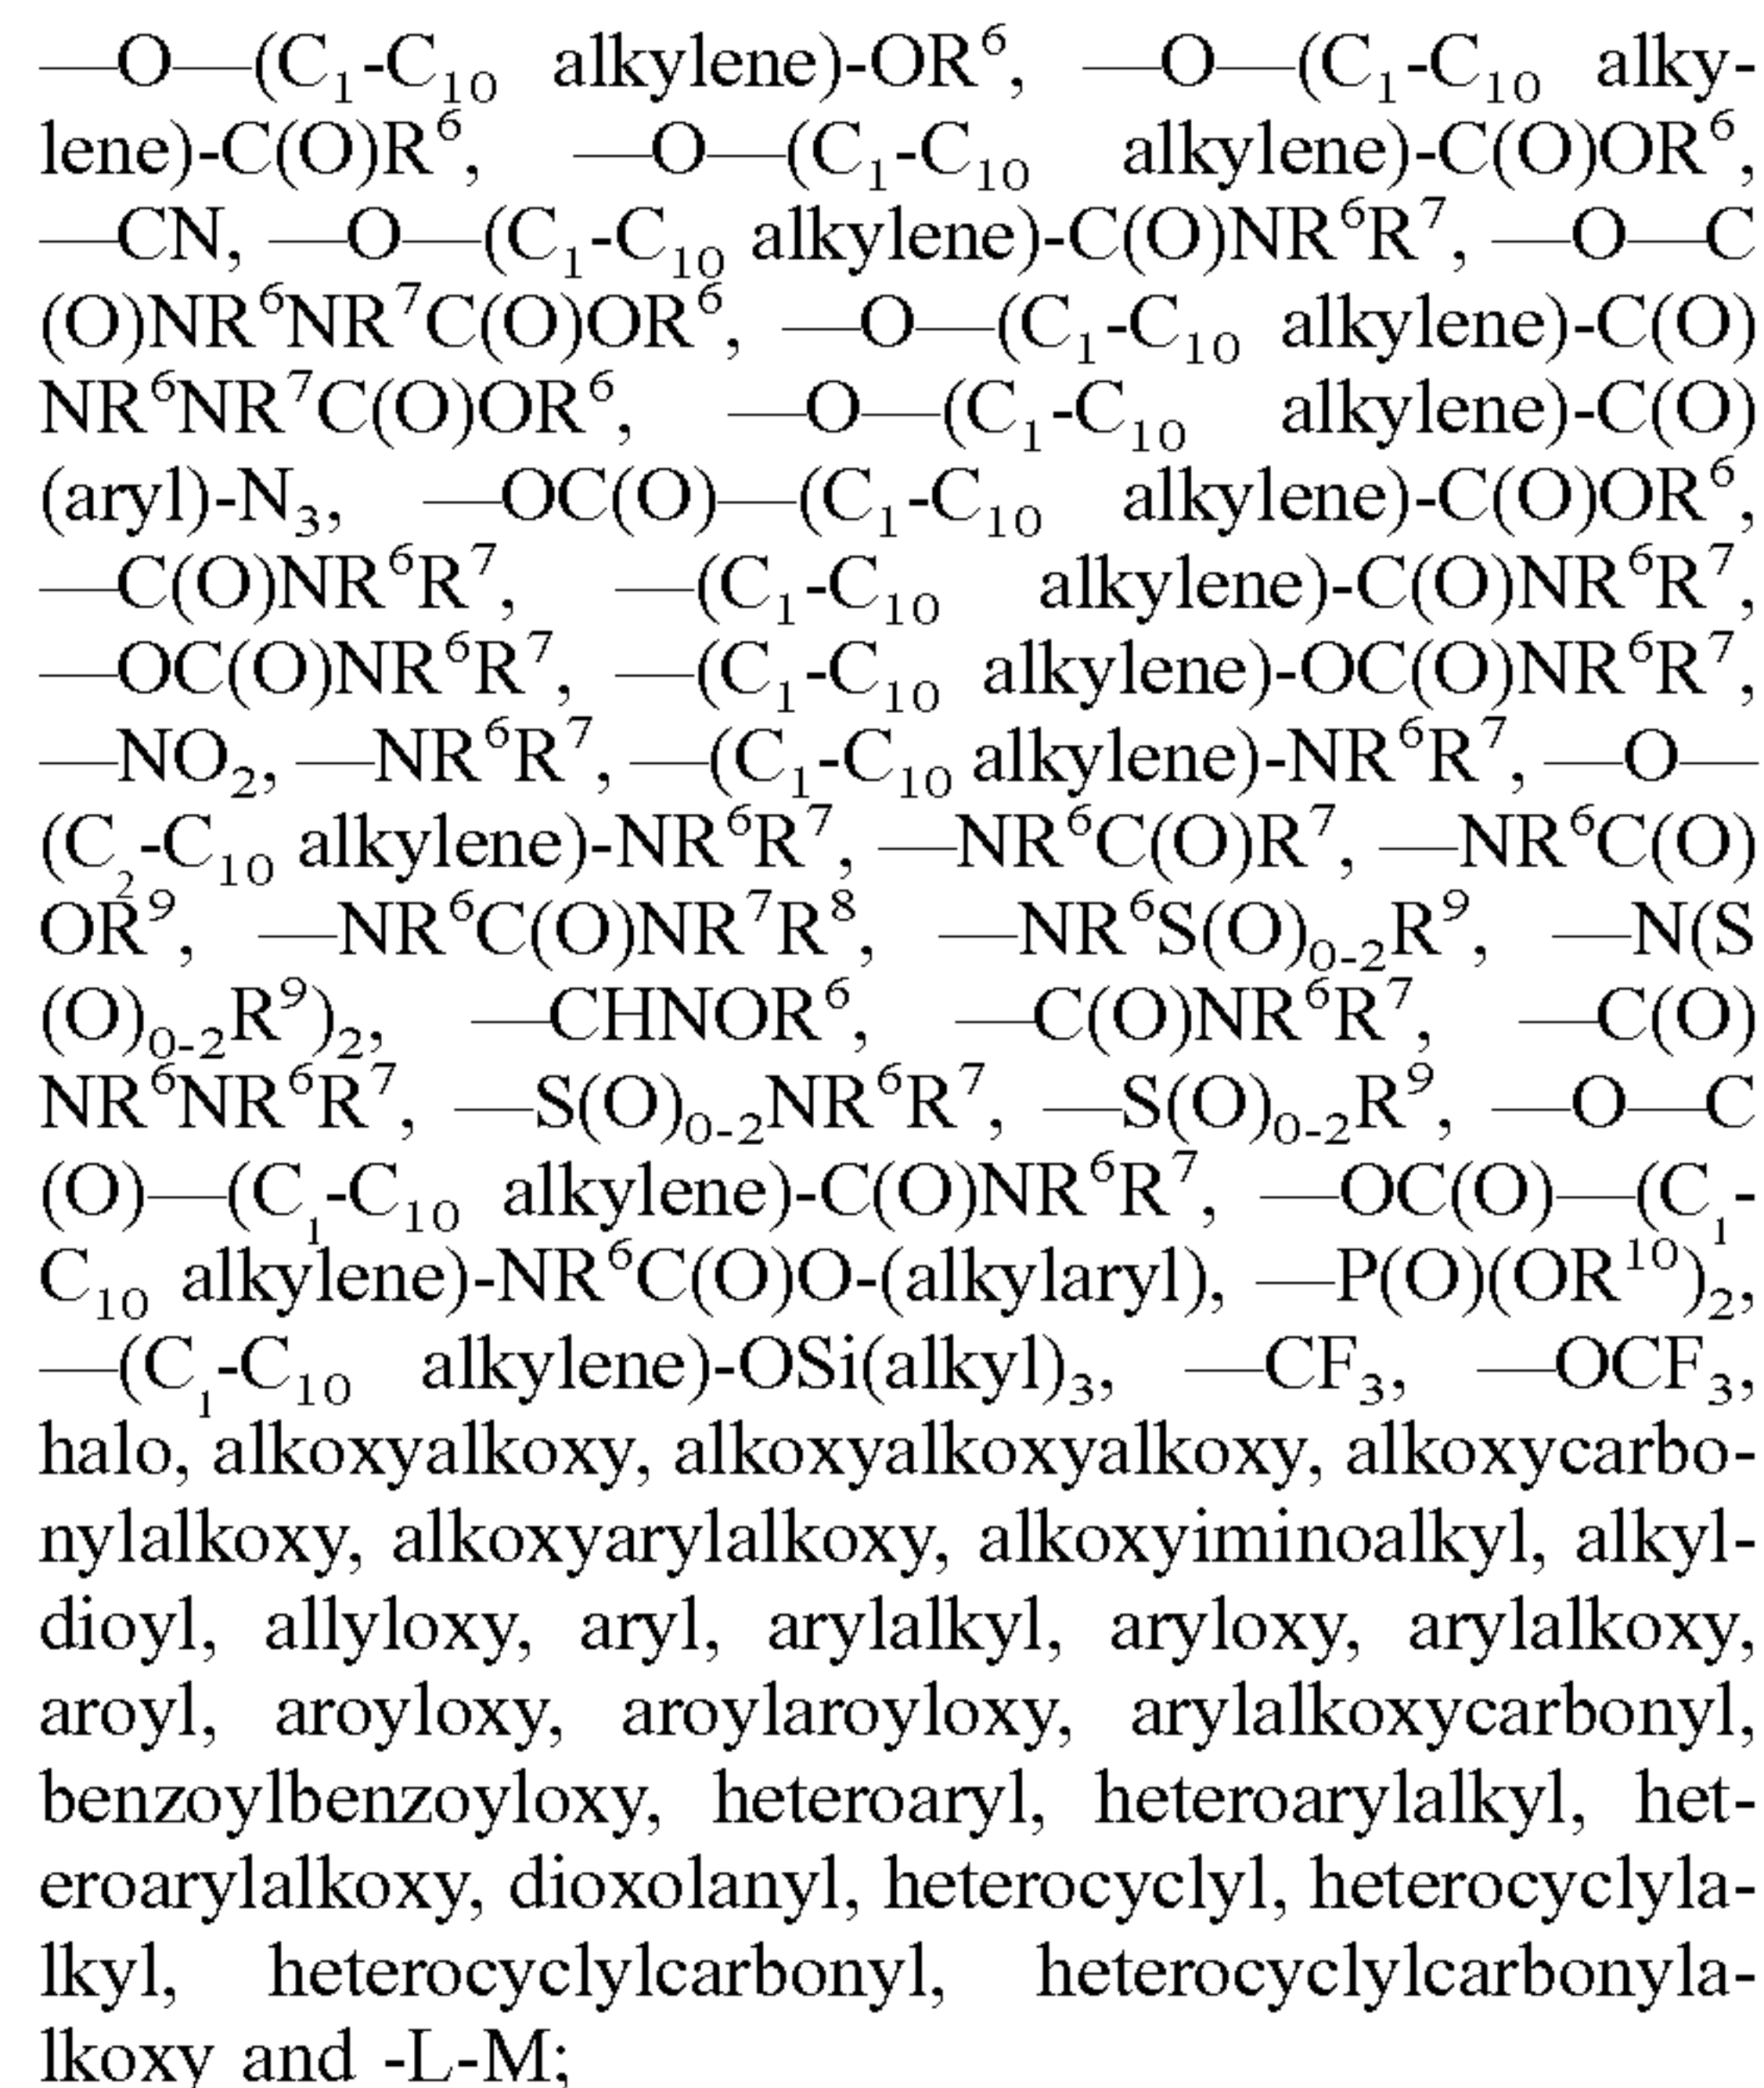 —O—(C₁-C₁₀ alkylene)-OR⁶, —O—(C₁-C₁₀ alky-
lene)-C(O)R⁶, —O—(C₁-C₁₀ alkylene)-C(O)OR⁶,
—CN, —O—(C₁-C₁₀ alkylene)-C(O)NR⁶R⁷, —O—C
(O)NR⁶NR⁷C(O)OR⁶, —O—(C₁-C₁₀ alkylene)-C(O)
NR⁶NR⁷C(O)OR⁶, —O—(C₁-C₁₀ alkylene)-C(O)
(aryl)-N₃, —OC(O)—(C₁-C₁₀ alkylene)-C(O)OR⁶,
—C(O)NR⁶R⁷, —(C₁-C₁₀ alkylene)-C(O)NR⁶R⁷,
—OC(O)NR⁶R⁷, —(C₁-C₁₀ alkylene)-OC(O)NR⁶R⁷,
—NO₂, —NR⁶R⁷, —(C₁-C₁₀ alkylene)-NR⁶R⁷, —O—
(C₂-C₁₀ alkylene)-NR⁶R⁷, —NR⁶C(O)R⁷, —NR⁶C(O)
OR⁹, —NR⁶C(O)NR⁷R⁸, —NR⁶S(O)₀₋₂R⁹, —N(S
(O)₀₋₂R⁹)₂, —CHNOR⁶, —C(O)NR⁶R⁷, —C(O)
NR⁶NR⁶R⁷, —S(O)₀₋₂NR⁶R⁷, —S(O)₀₋₂R⁹, —O—C
(O)—(C₁-C₁₀ alkylene)-C(O)NR⁶R⁷, —OC(O)—(C₁-
C₁₀ alkylene)-NR⁶C(O)O-(alkylaryl), —P(O)(OR¹⁰)₂,
—(C₁-C₁₀ alkylene)-OSi(alkyl)₃, —CF₃, —OCF₃,
halo, alkoxyalkoxy, alkoxyalkoxyalkoxy, alkoxycarbo-
nylalkoxy, alkoxyarylalkoxy, alkoxyiminoalkyl, alkyl-
dioyl, allyloxy, aryl, arylalkyl, aryloxy, arylalkoxy,
aroyl, aroyloxy, aroylaroyloxy, arylalkoxycarbonyl,
benzoylbenzoyloxy, heteroaryl, heteroarylalkyl, het-
eroarylalkoxy, dioxolanyl, heterocyclyl, heterocyclyla-
lkyl, heterocyclylcarbonyl, heterocyclylcarbonyla-
lkoxy and -L-M;